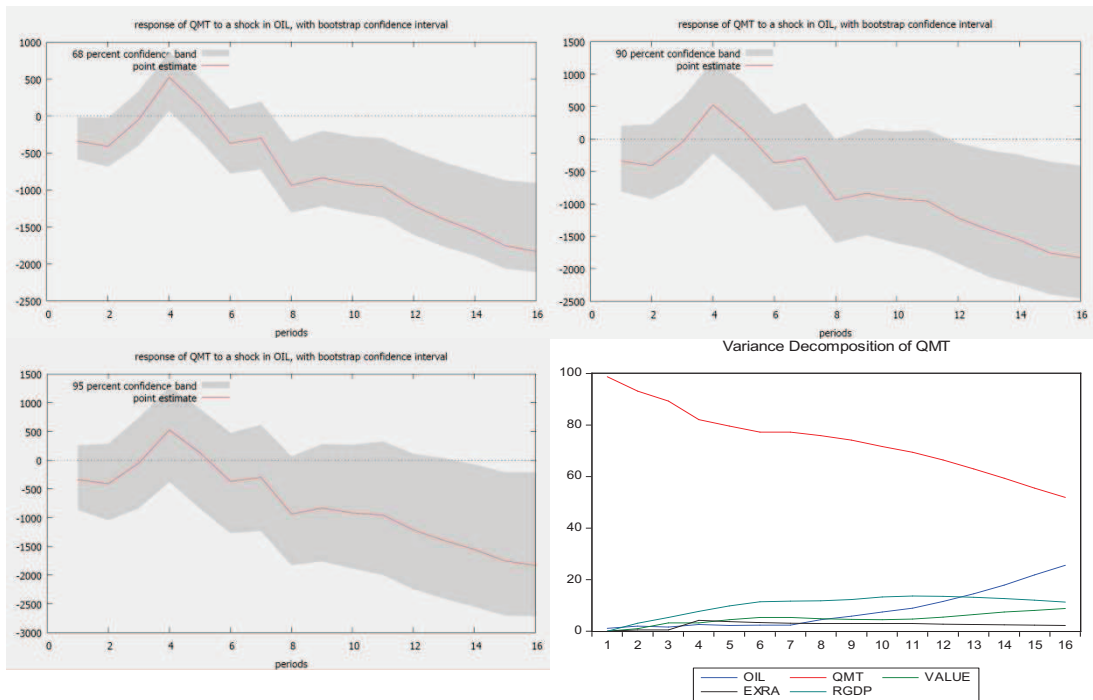 response of QMT to a shock in OIL, with bootstrap confidence interval
68 percent confidence band
point estimate
1000
500
0
-500
-1000
-1500
-2000
-2500
0 2 4 6 8 10 12 14 16
periods
response of QMT to a shock in OIL, with bootstrap confidence interval
90 percent confidence band
point estimate
1500
1000
500
0
-500
-1000
-1500
-2000
-2500
0 2 4 6 8 10 12 14 16
periods
response of QMT to a shock in OIL, with bootstrap confidence interval
95 percent confidence band
point estimate
1500
1000
500
0
-500
-1000
-1500
-2000
-2500
-3000
0 2 4 6 8 10 12 14 16
periods
Variance Decomposition of QMT
100
80
60
40
20
0
1 2 3 4 5 6 7 8 9 10 11 12 13 14 15 16
OIL QMT VALUE
EXRA RGDP